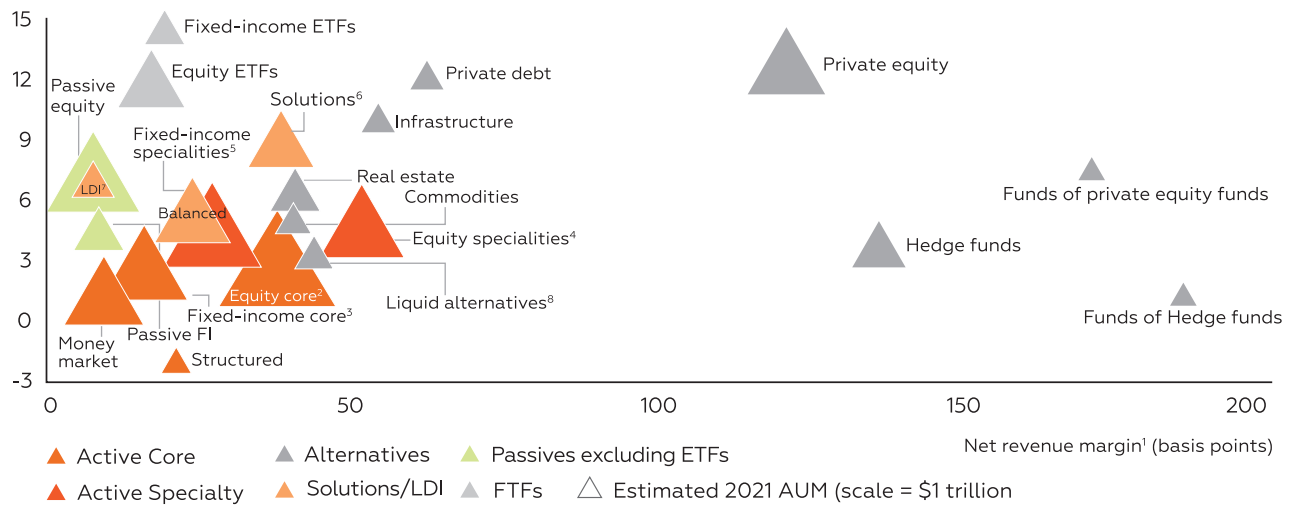 15
Fixed-income ETFs
Equity ETFs
Private debt
Private equity
12
Passive
equity
Solutions⁶
Infrastructure
9
Fixed-income
specialities⁵
Real estate
LDI⁷
Funds of private equity funds
6
Commodities
Balanced
Equity specialities⁴
Hedge funds
3
Equity core²
Liquid alternatives⁸
Fixed-income core³
Funds of Hedge funds
0
Passive FI
Money
market
Structured
-3
0
50
100
150
200
Net revenue margin¹ (basis points)
Active Core
Alternatives
Passives excluding ETFs
Active Specialty
Solutions/LDI
FTFs
Estimated 2021 AUM (scale = $1 trillion